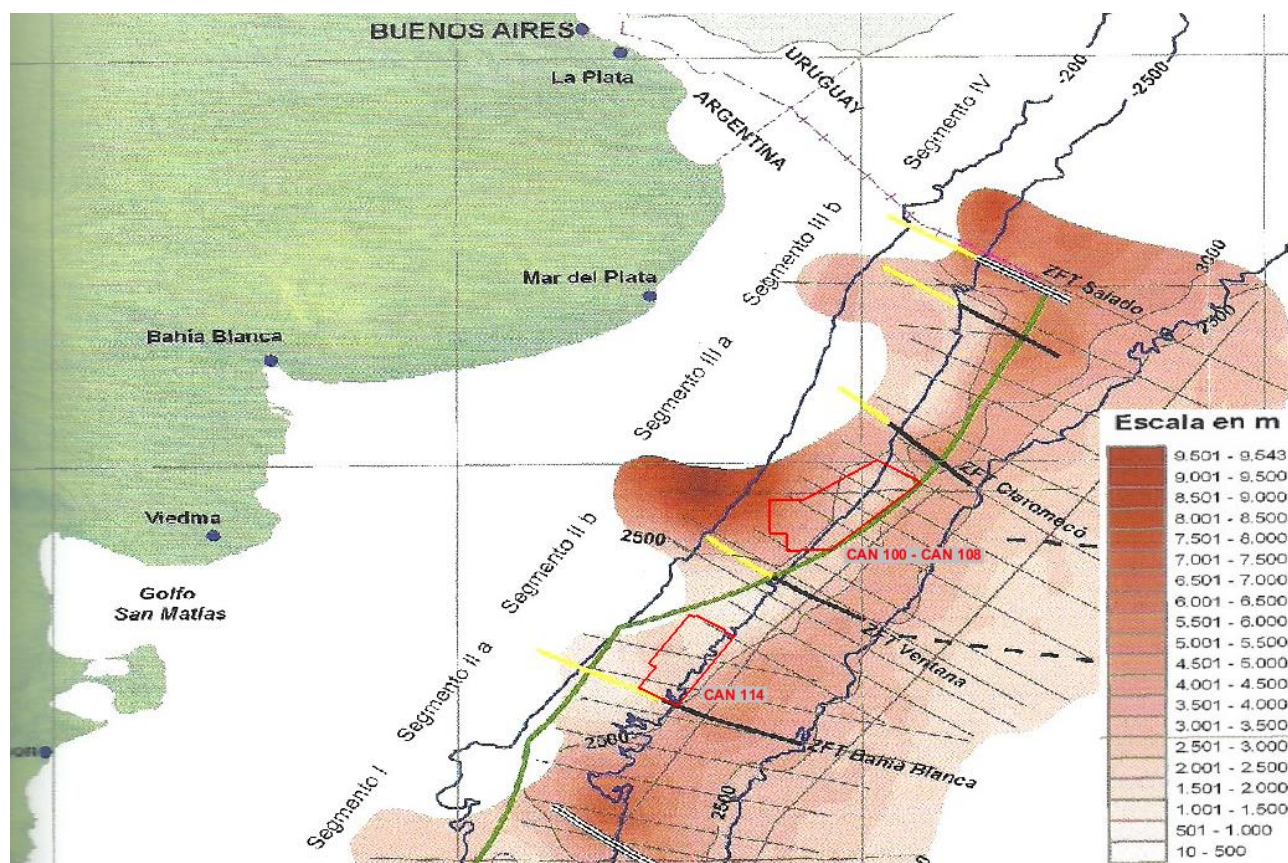 BUENOS AIRES
La Plata
URUGUAY
ARGENTINA
-200
-2500
Segmento IV
Segmento III b
Mar del Plata
ZFT Salado
3000
2500
Bahía Blanca
Segmento III a
Escala en m
9.501 - 9.543
9.001 - 9.500
8.501 - 9.000
8.001 - 8.500
7.501 - 8.000
7.001 - 7.500
6.501 - 7.000
6.001 - 6.500
5.501 - 6.000
5.001 - 5.500
4.501 - 5.000
4.001 - 4.500
3.501 - 4.000
3.001 - 3.500
2.501 - 3.000
2.001 - 2.500
1.501 - 2.000
1.001 - 1.500
501 - 1.000
10 - 500
ZFT Claromecó
Viedma
Segmento II b
2500
CAN 100 - CAN 108
Golfo
San Matías
ZFT Ventana
Segmento II a
CAN 114
2500
ZFT Bahía Blanca
2500
Segmento I